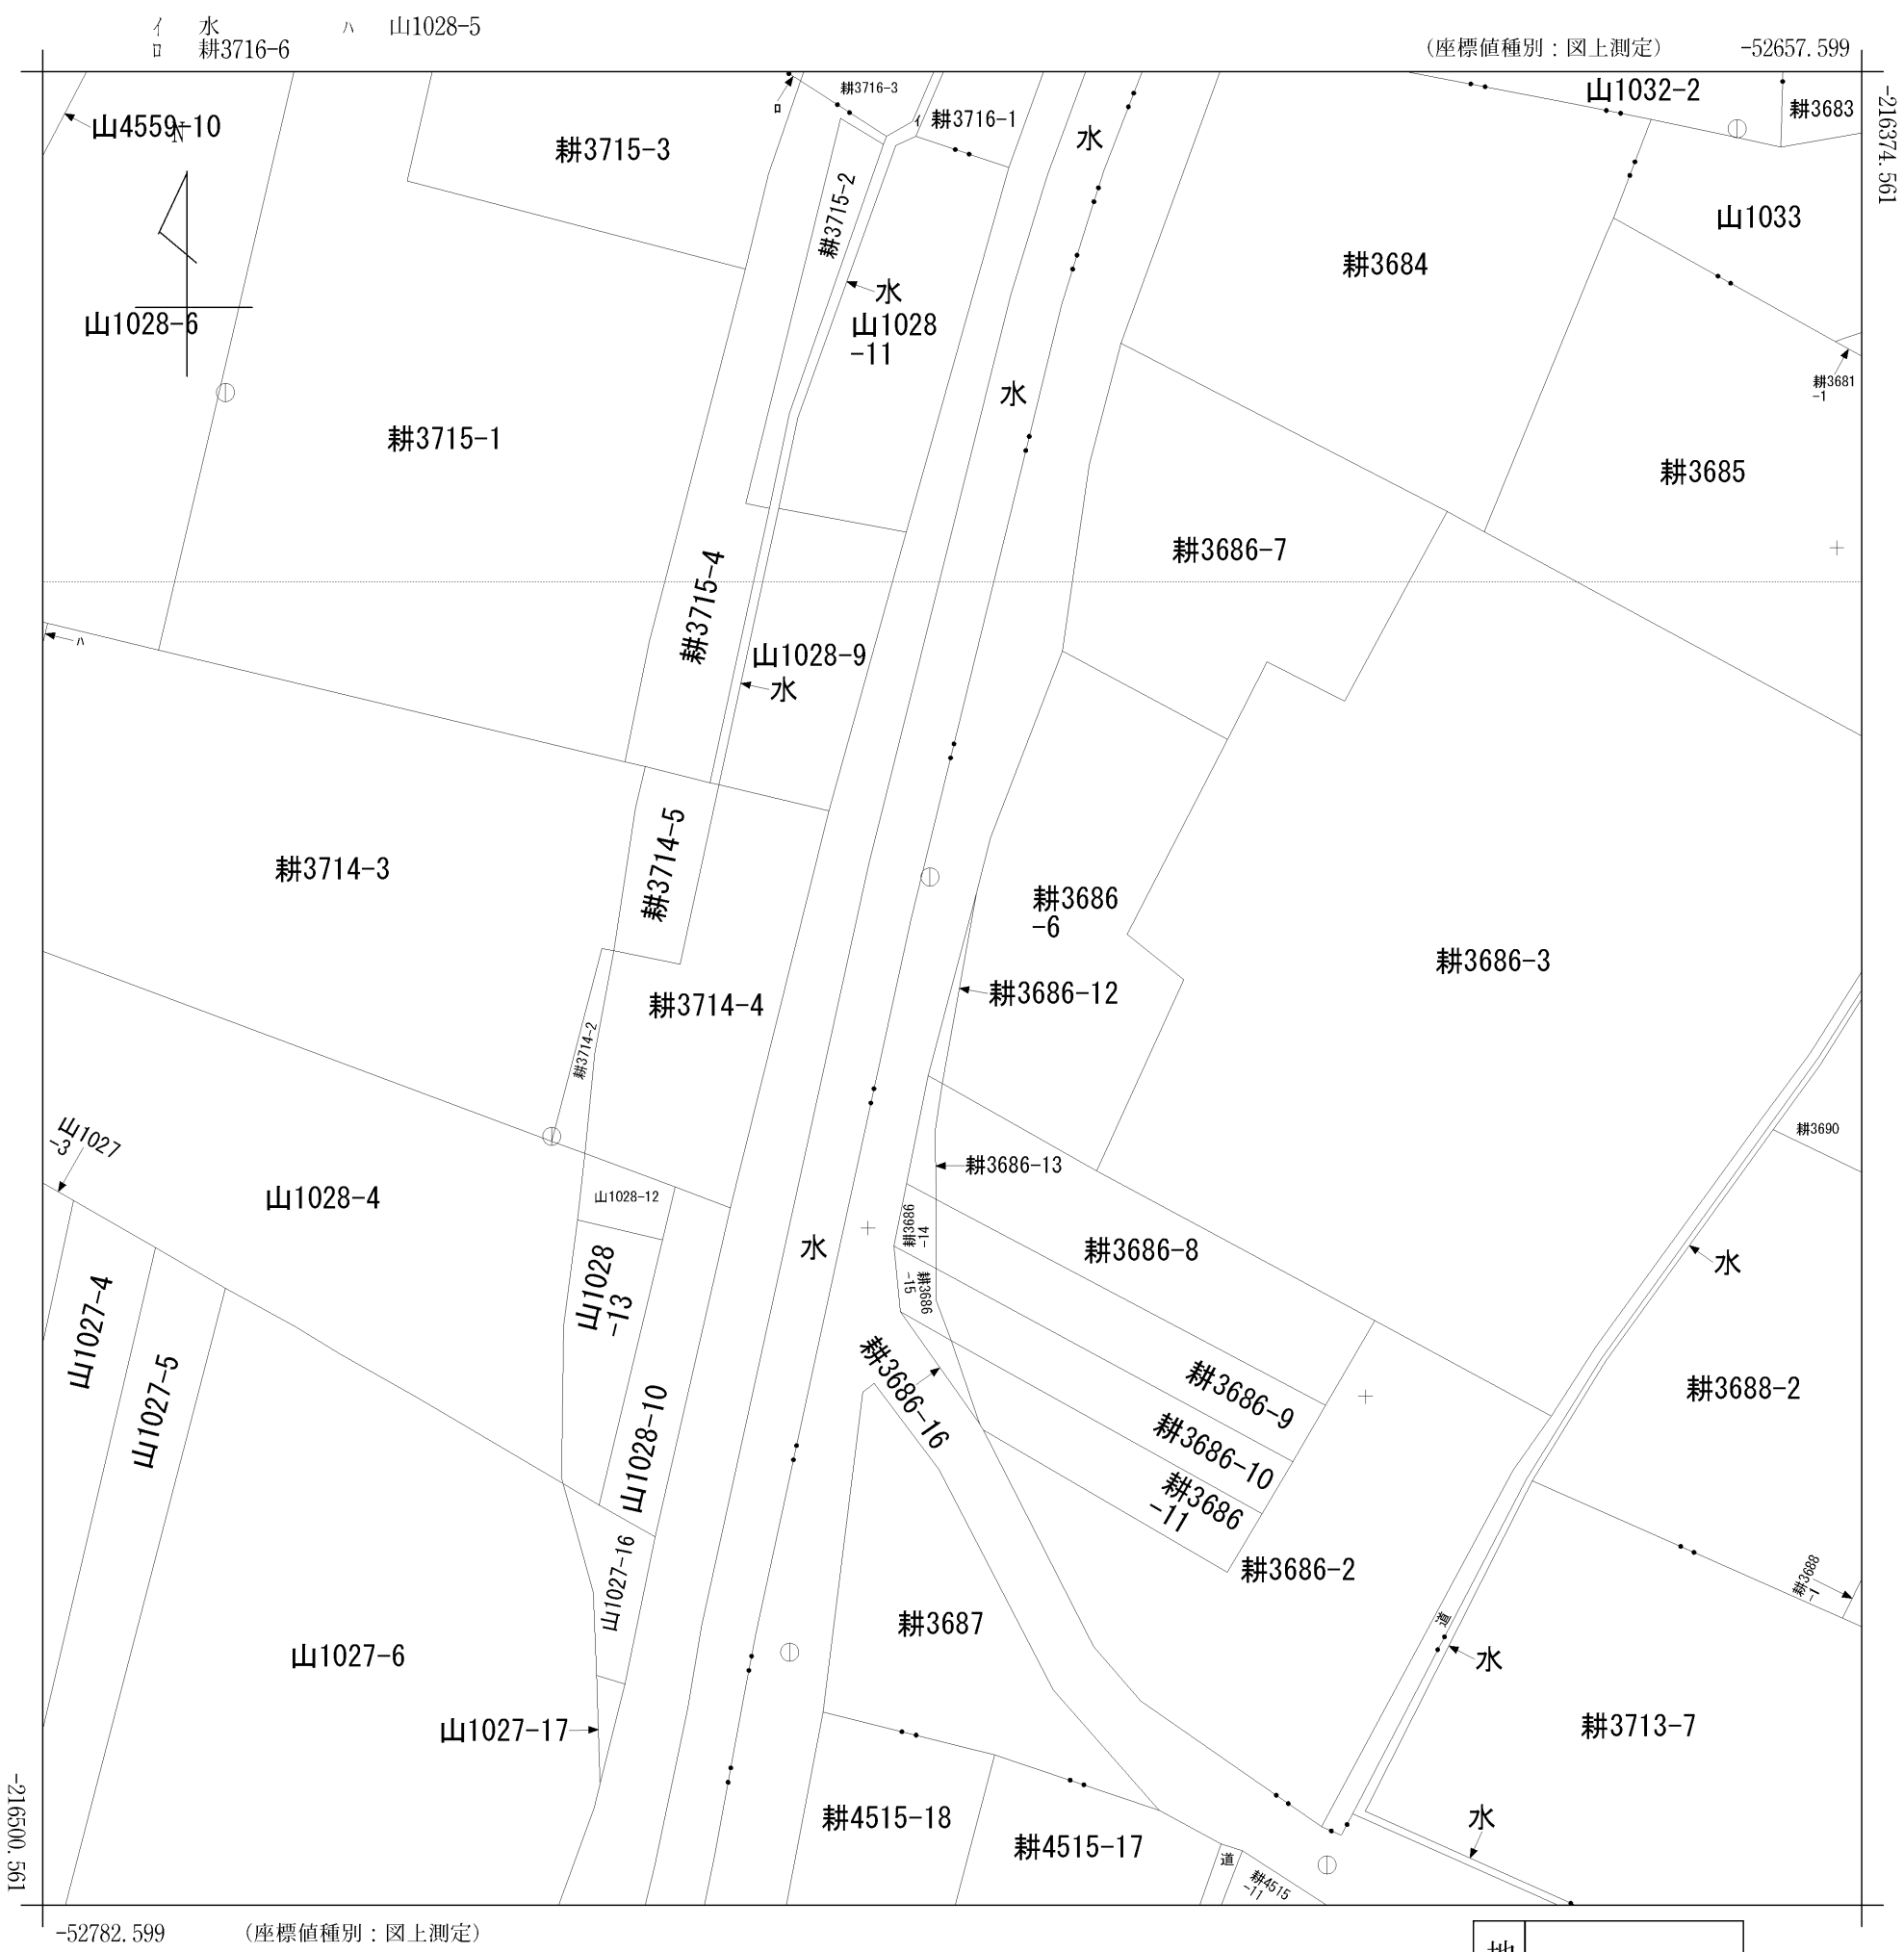 イ 水 ハ 山1028-5
ロ 耕3716-6
(座標値種別：図上測定) -52657.599
-216374.561
山4559-10
N
山1028-6
耕3715-3
ロ
耕3716-3
イ
耕3716-1
水
山1032-2
耕3683
耕3715-2
水
山1028
-11
耕3684
山1033
耕3681
-1
水
耕3715-1
耕3685
耕3686-7
耕3715-4
ハ
山1028-9
水
耕3714-3
耕3714-5
耕3686
-6
耕3686-3
耕3714-4
耕3686-12
耕3714-2
山1027
-3
耕3690
耕3686-13
山1028-4
山1028-12
耕3686
-14
水
耕3686-8
水
山1028
-13
耕3686
-15
山1027-4
山1027-5
耕3686-16
耕3686-9
耕3688-2
山1028-10
耕3686-10
耕3686
-11
耕3686-2
耕3688
-1
山1027-16
耕3687
道
水
山1027-6
山1027-17
耕3713-7
耕4515-18
耕4515-17
水
道
耕4515
-11
-216500.561
-52782.599 (座標値種別：図上測定)
地